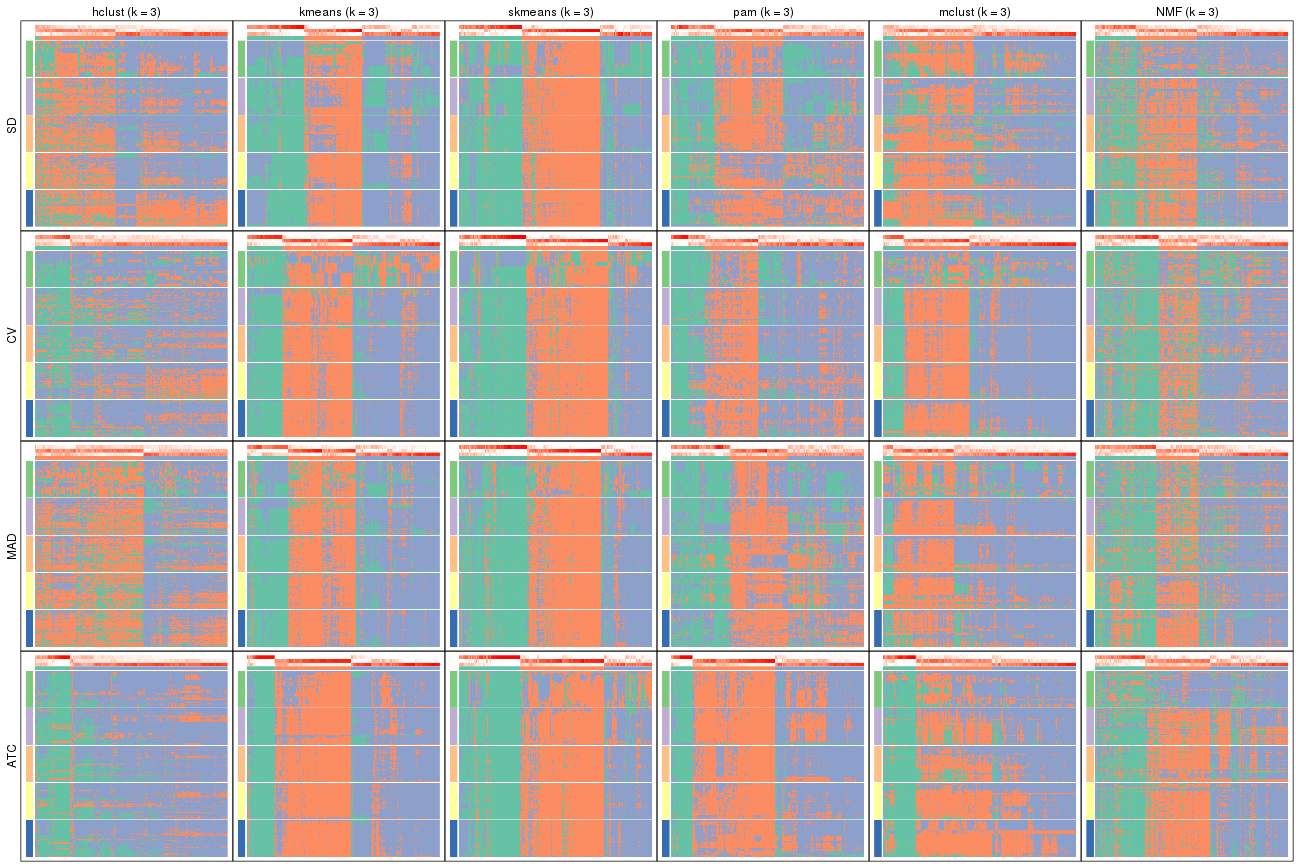 hclust (k = 3) kmeans (k = 3) skmeans (k = 3) pam (k = 3) mclust (k = 3) NMF (k = 3)
SD
CV
MAD
ATC